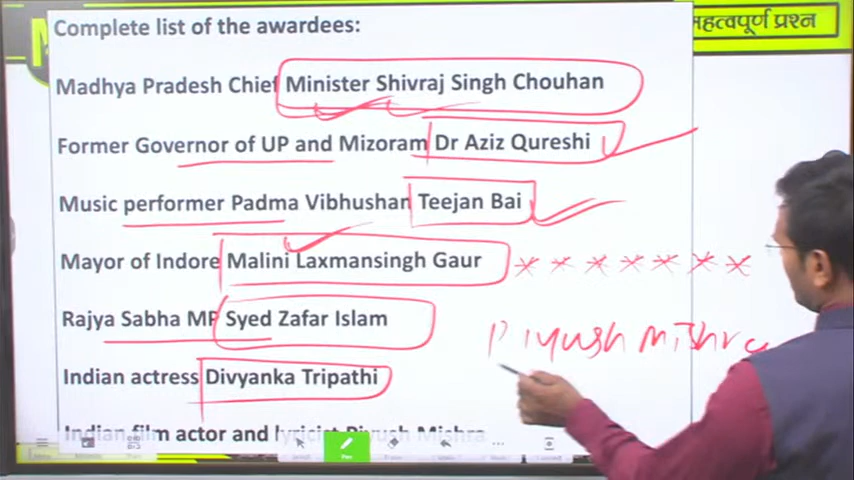 Complete list of the awardees:
महत्वपूर्ण प्रश्न
Madhya Pradesh Chief Minister Shivraj Singh Chouhan
Former Governor of UP and Mizoram Dr Aziz Qureshi
Music performer Padma Vibhushan Teejan Bai
Mayor of Indore Malini Laxmansingh Gaur
Rajya Sabha MP Syed Zafar Islam
Piyush Mishra
Indian actress Divyanka Tripathi
Indian film actor and lyricist Piyush Mishra
Pen